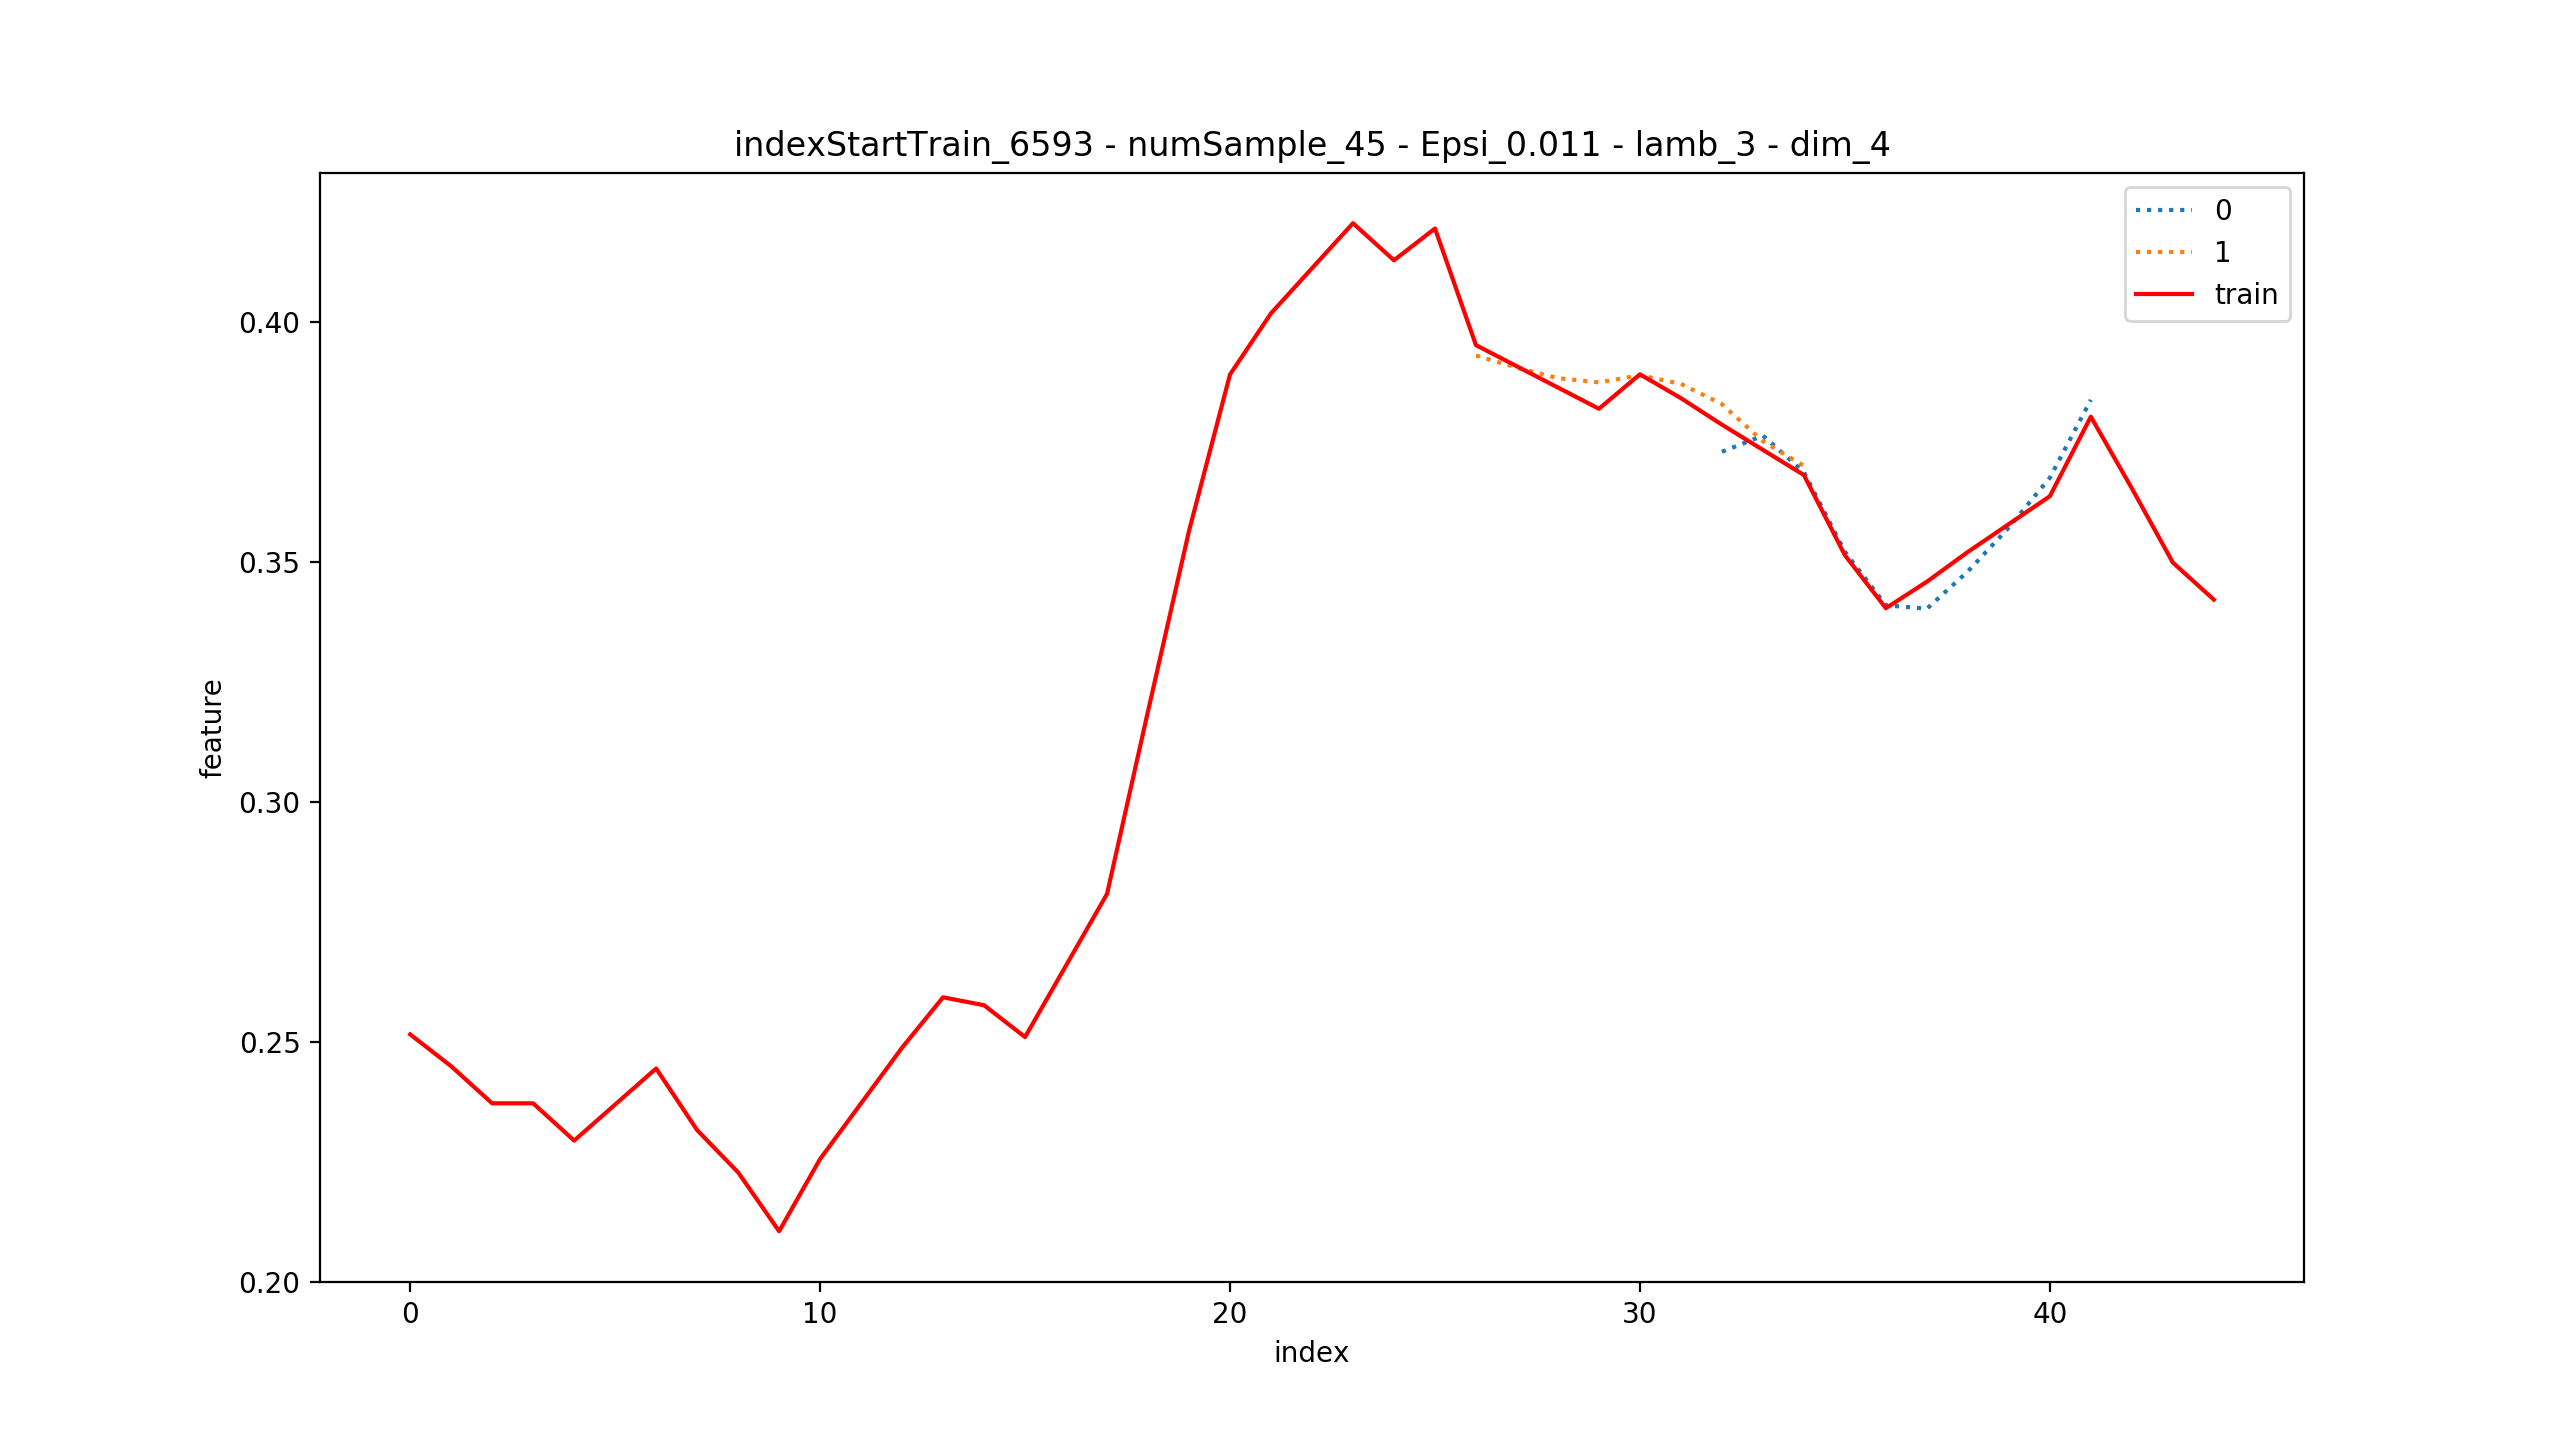 indexStartTrain_6593 - numSample_45 - Epsi_0.011 - lamb_3 - dim_4
0
1
train
0.40
0.35
0.30
0.25
0.20
feature
0 10 20 30 40
index